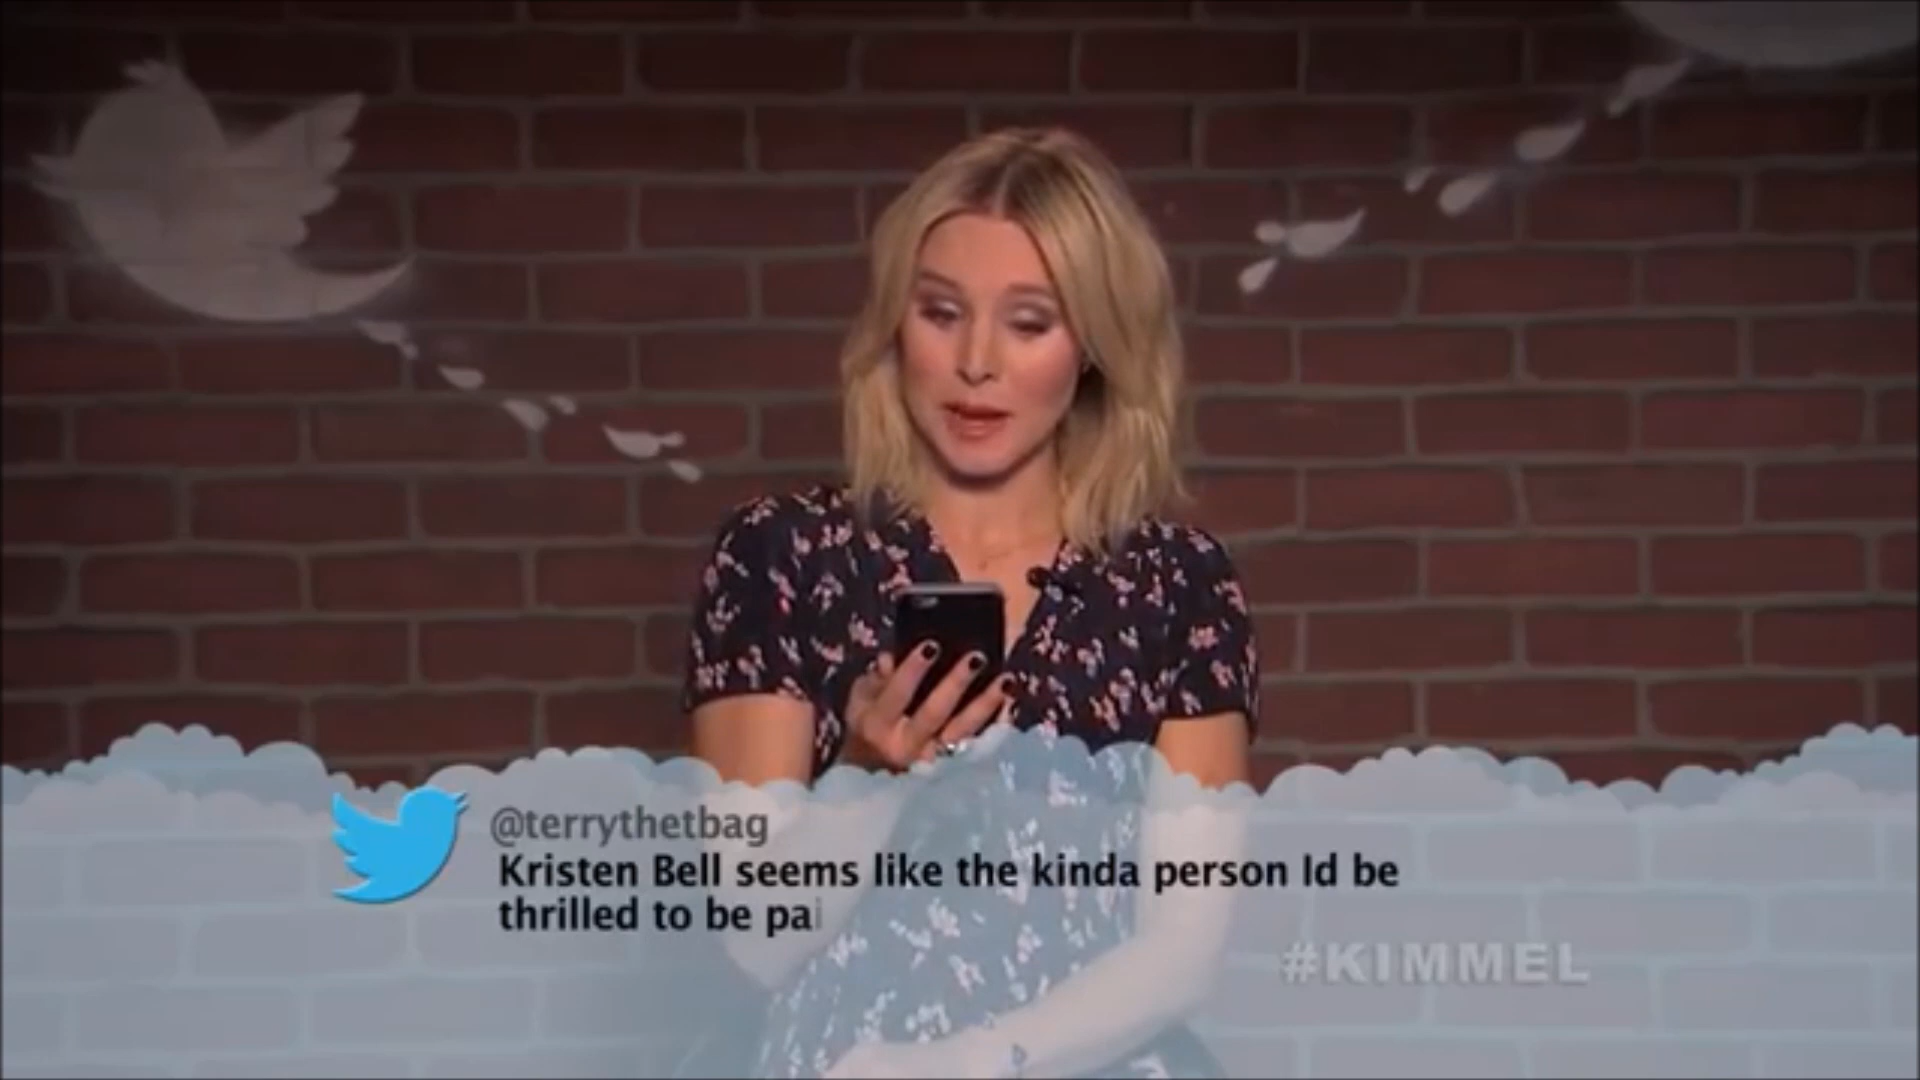 @terrythetbag
Kristen Bell seems like the kinda person Id be
thrilled to be pai
#KIMMEL